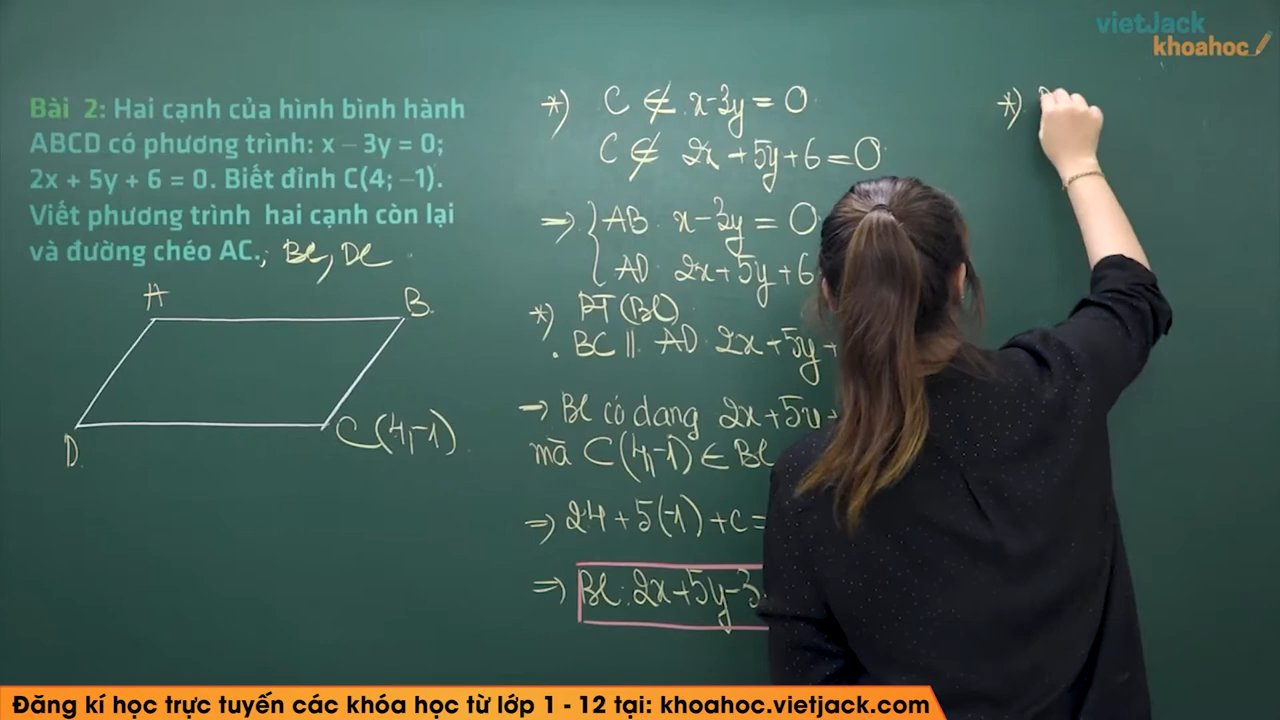 vietJack
khoahoc
Bài 2: Hai cạnh của hình bình hành
ABCD có phương trình: x – 3y = 0;
2x + 5y + 6 = 0. Biết đỉnh C(4; –1).
Viết phương trình hai cạnh còn lại
và đường chéo AC.; BC, DC
A
B
D
C(4,-1)
*) C ∉ x-3y = 0
C ∉ 2x + 5y + 6 = 0
=> { AB x-3y = 0
AD 2x+5y+6
*) PT (BC)
. BC || AD 2x+5y+
-> BC có dạng 2x+5y+
mà C(4,-1) ∈ BC
=> 2.4 + 5(-1) + c =
=> BC: 2x+5y-3
*)
Đăng kí học trực tuyến các khóa học từ lớp 1 - 12 tại: khoahoc.vietjack.com